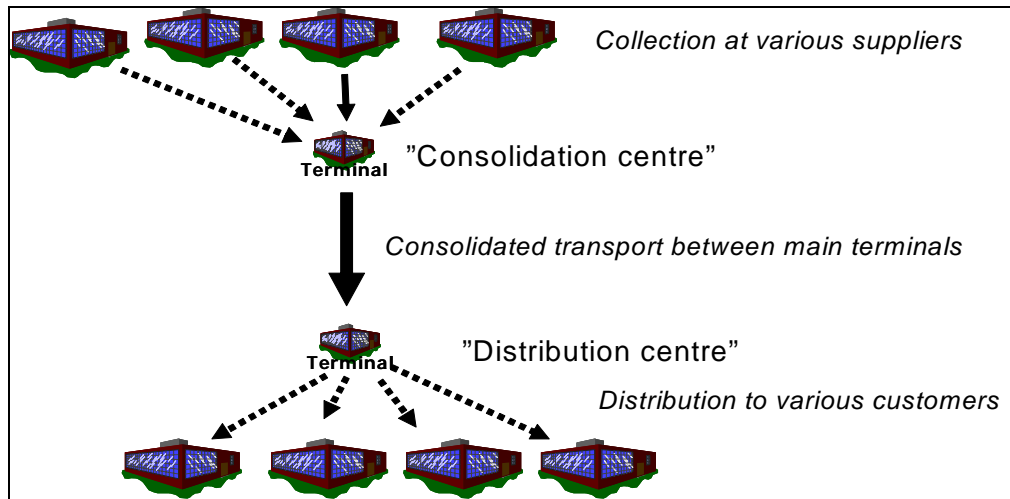 Collection at various suppliers
Terminal
”Consolidation centre”
Consolidated transport between main terminals
Terminal
”Distribution centre”
Distribution to various customers